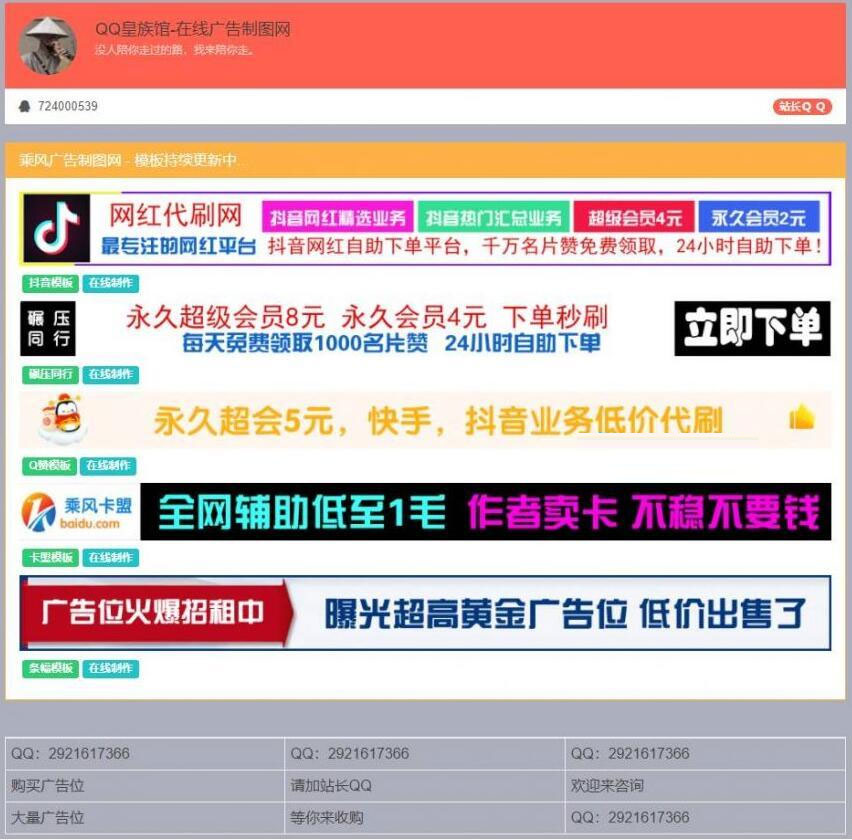 QQ皇族馆-在线广告制图网
没人陪你走过的路，我来陪你走。
724000539
站长Q Q
乘风广告制图网 - 模板持续更新中...
网红代刷网 抖音网红精选业务 抖音热门汇总业务 超级会员4元 永久会员2元
最专注的网红平台 抖音网红自助下单平台，千万名片赞免费领取，24小时自助下单！
抖音模板 在线制作
碾压 永久超级会员8元 永久会员4元 下单秒刷 立即下单
同行 每天免费领取1000名片赞 24小时自助下单
碾压同行 在线制作
永久超会5元，快手，抖音业务低价代刷
Q赞模板 在线制作
乘风卡盟 全网辅助低至1毛 作者卖卡 不稳不要钱
baidu.com
卡盟模板 在线制作
广告位火爆招租中 曝光超高黄金广告位 低价出售了
条幅模板 在线制作
QQ：2921617366 QQ：2921617366 QQ：2921617366
购买广告位 请加站长QQ 欢迎来咨询
大量广告位 等你来收购 QQ：2921617366